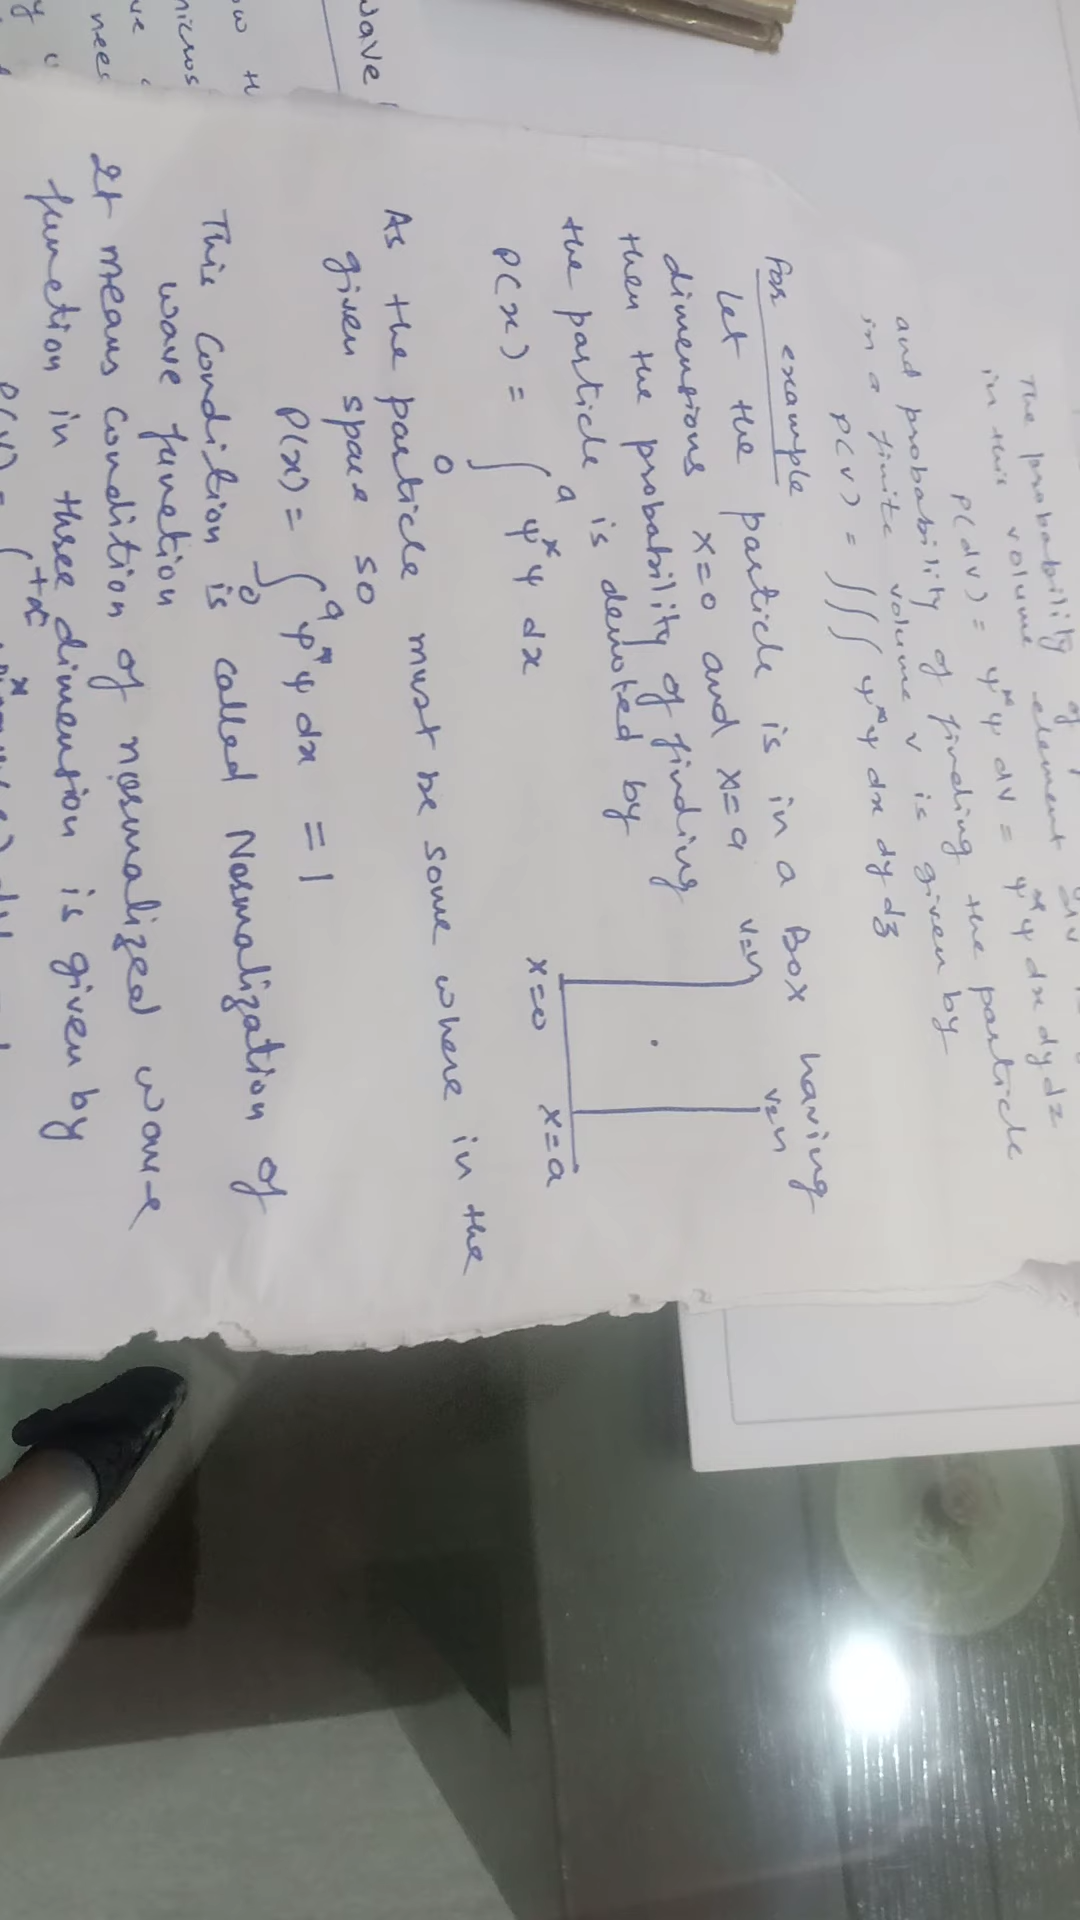 The probability of
in this volume element dv
P(dv) = ψ*ψ dv = ψ*ψ dx dy dz
and probability of finding the particle
in a finite volume v is given by
P(v) = ∫∫∫ ψ*ψ dx dy dz
For example
Let the particle is in a Box having
dimensions x=0 and x=a
then the probability of finding
the particle is denoted by
P(x) = ∫₀ᵃ ψ*ψ dx
x=0 x=a
As the particle must be some where in the
given space so
P(x) = ∫₀ᵃ ψ*ψ dx = 1
This Condition is called Normalization of
wave function
It means condition of normalized wave
function in three dimension is given by
P(v) =
wave